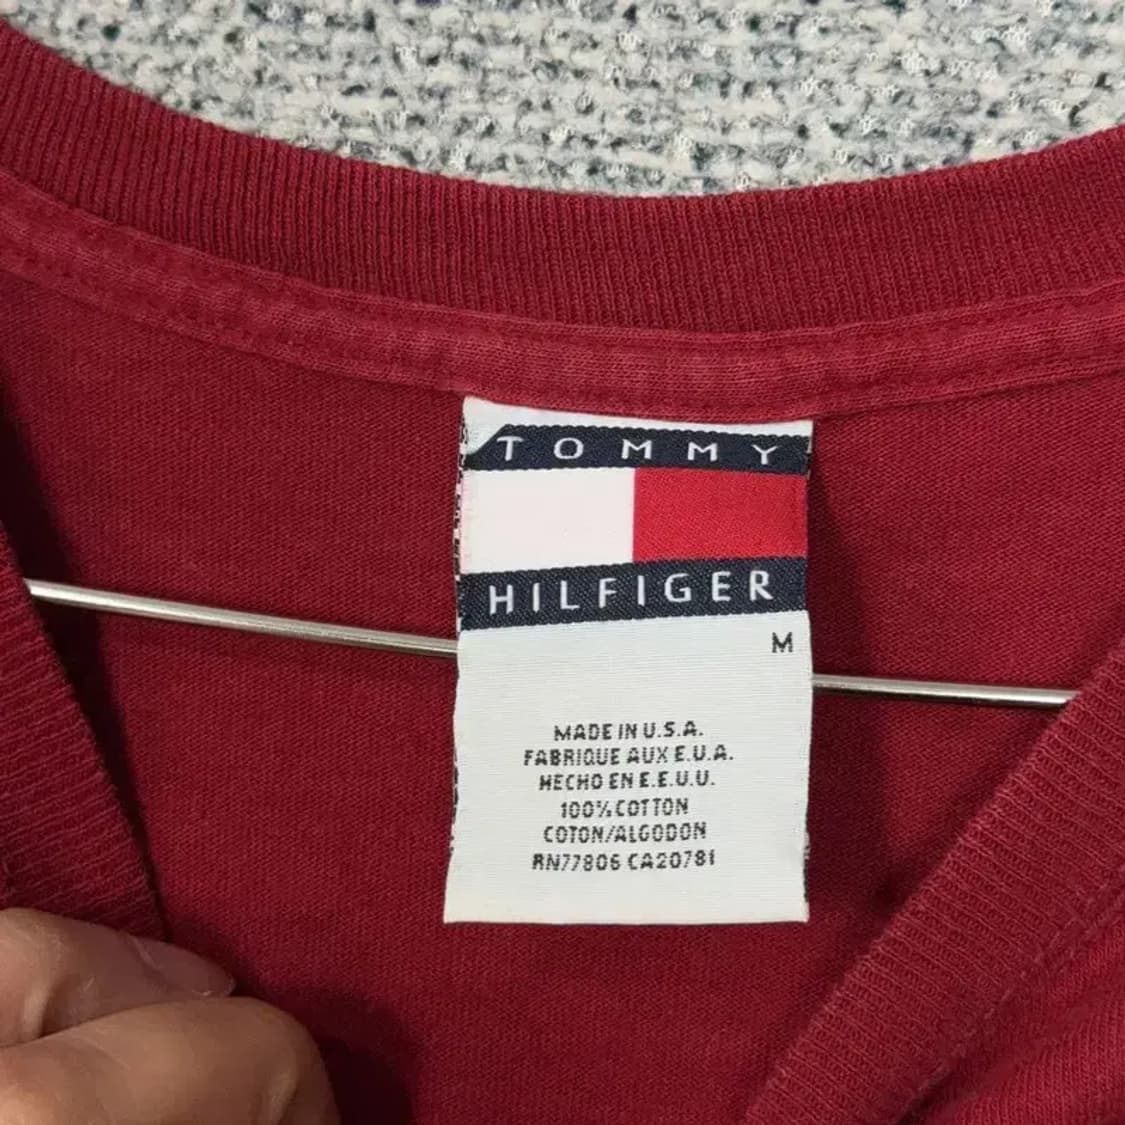 TOMMY
HILFIGER
M
MADE IN U.S.A.
FABRIQUE AUX E.U.A.
HECHO EN E.E.U.U.
100% COTTON
COTON/ALGODON
RN77806 CA20781